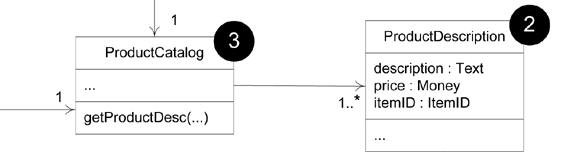 1
ProductCatalog
3
...
1
getProductDesc(...)
1..*
ProductDescription
2
description : Text
price : Money
itemID : ItemID
...